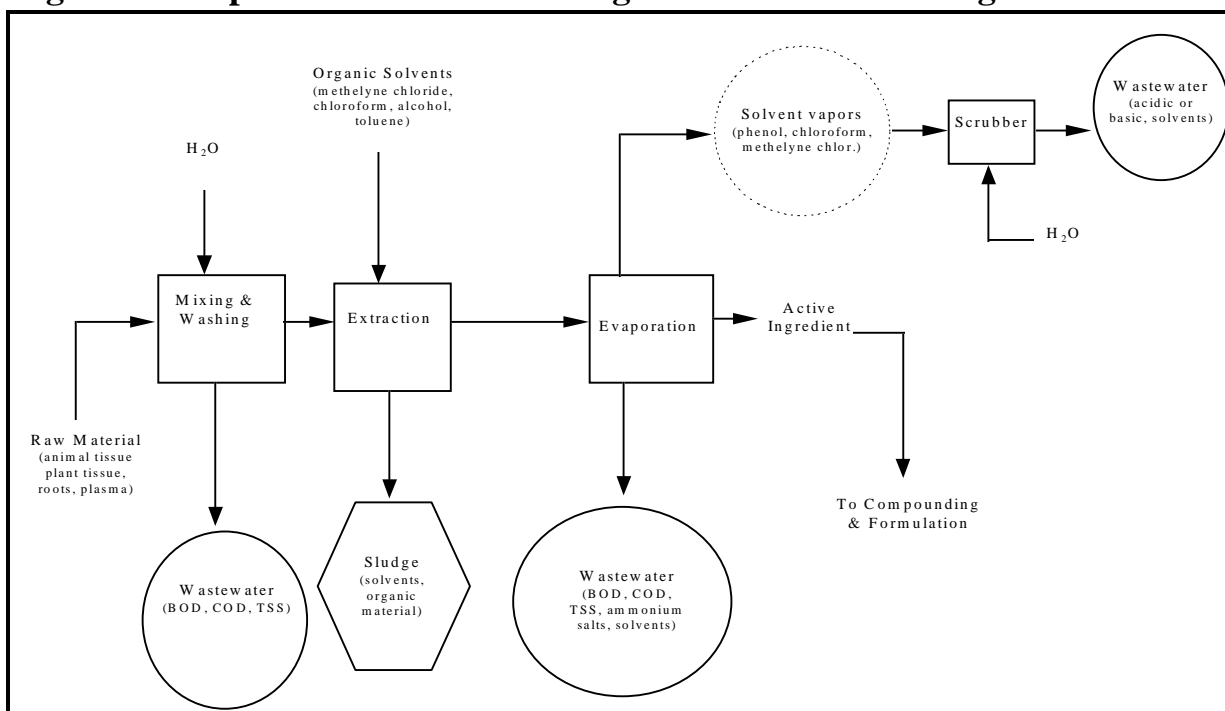 Organic Solvents
(methelyne chloride,
chloroform, alcohol,
toluene)
H₂O
Solvent vapors
(phenol, chloroform,
methelyne chlor.)
Scrubber
Wastewater
(acidic or
basic, solvents)
H₂O
Mixing &
Washing
Extraction
Evaporation
Active
Ingredient
Raw Material
(animal tissue
plant tissue,
roots, plasma)
To Compounding
& Formulation
Wastewater
(BOD, COD, TSS)
Sludge
(solvents,
organic
material)
Wastewater
(BOD, COD,
TSS, ammonium
salts, solvents)